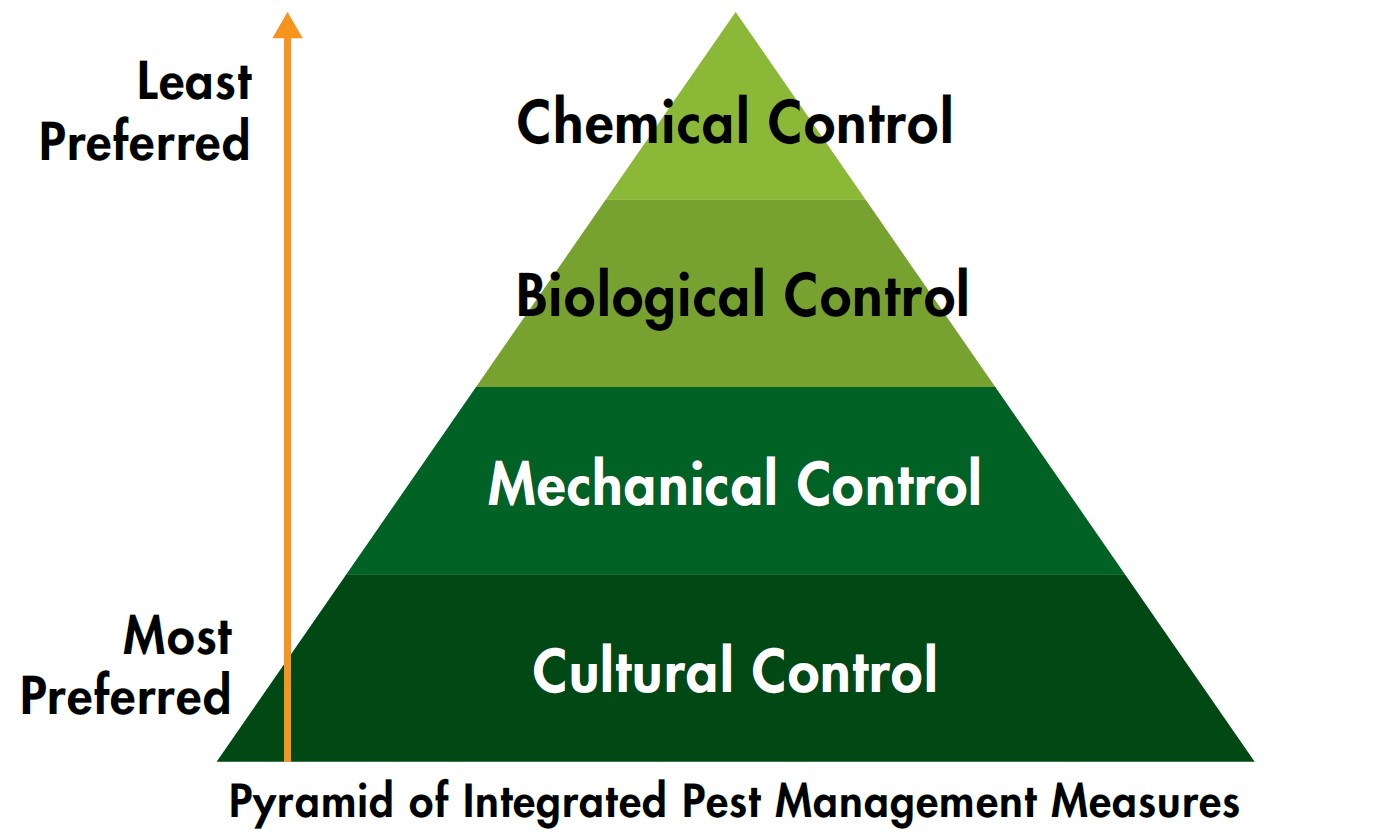 Least
Preferred
Chemical Control
Biological Control
Mechanical Control
Most
Preferred
Cultural Control
Pyramid of Integrated Pest Management Measures